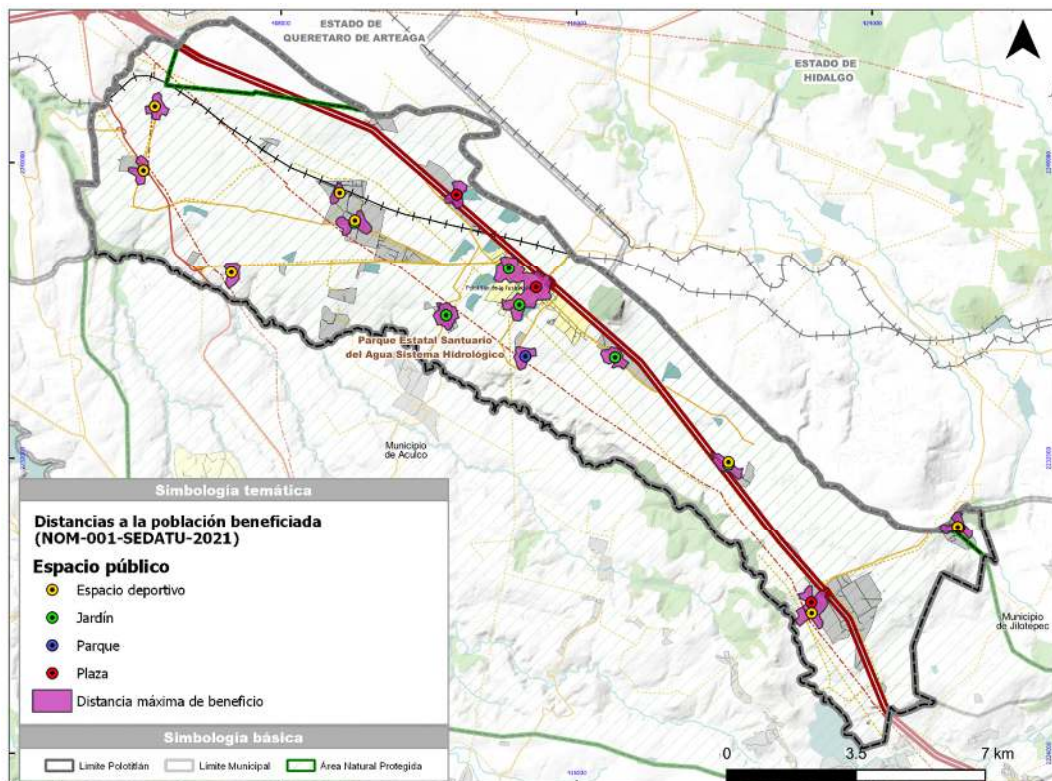 ESTADO DE
QUERETARO DE ARTEAGA
ESTADO DE
HIDALGO
Parque Estatal Santuario
del Agua Sistema Hidrológico
Municipio
de Aculco
Municipio
de Jilotepec
Simbología temática
Distancias a la población beneficiada
(NOM-001-SEDATU-2021)
Espacio público
Espacio deportivo
Jardín
Parque
Plaza
Distancia máxima de beneficio
Simbología básica
Limite Polotitlán
Limite Municipal
Área Natural Protegida
0 3.5 7 km